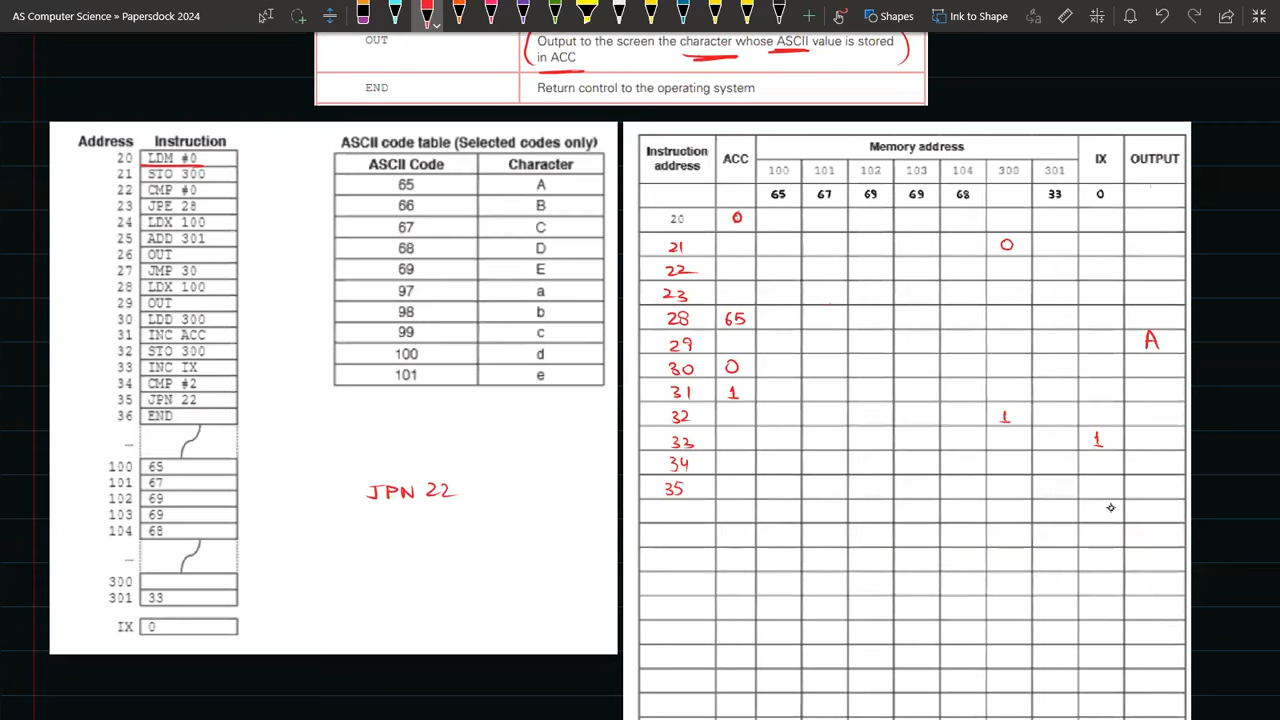 AS Computer Science » Papersdock 2024
Shapes
Ink to Shape
OUT
Output to the screen the character whose ASCII value is stored
in ACC
END
Return control to the operating system
Address Instruction
20 LDM #0
21 STO 300
22 CMP #0
23 JPE 28
24 LDX 100
25 ADD 301
26 OUT
27 JMP 30
28 LDX 100
29 OUT
30 LDD 300
31 INC ACC
32 STO 300
33 INC IX
34 CMP #2
35 JPN 22
36 END
100 65
101 67
102 69
103 69
104 68
300
301 33
IX 0
ASCII code table (Selected codes only)
ASCII Code Character
65 A
66 B
67 C
68 D
69 E
97 a
98 b
99 c
100 d
101 e
JPN 22
Instruction
address
ACC
Memory address
IX
OUTPUT
100 101 102 103 104 300 301
65 67 69 69 68 33 0
20 0
21 0
22
23
28 65
29 A
30 0
31 1
32 1
33 1
34
35